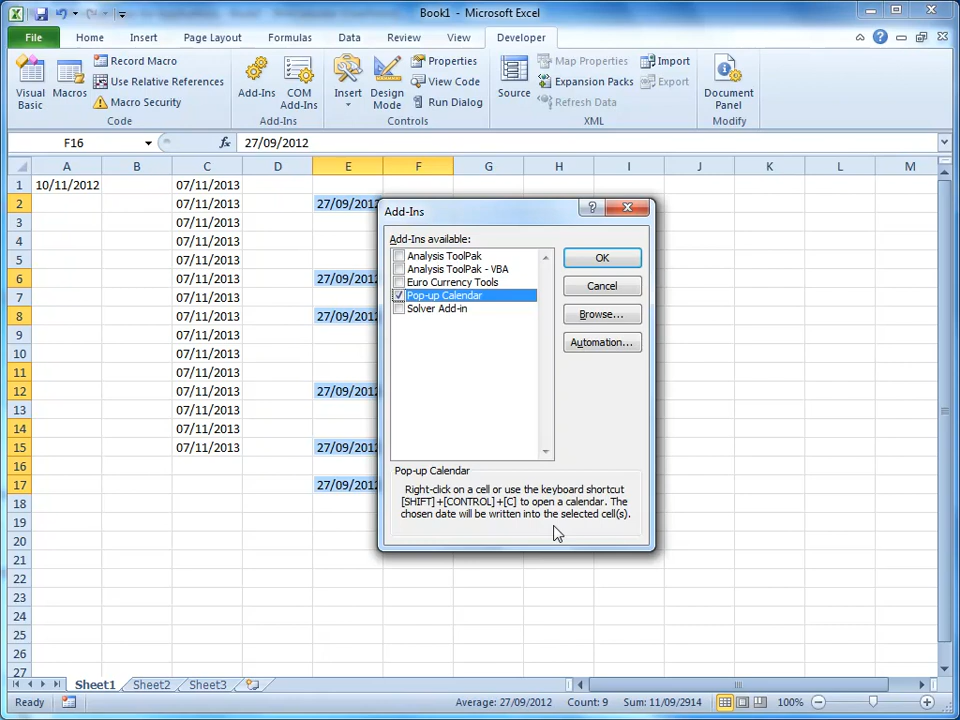 Book1 - Microsoft Excel
File Home Insert Page Layout Formulas Data Review View Developer
Visual Basic
Macros
Record Macro
Use Relative References
Macro Security
Code
Add-Ins
COM Add-Ins
Add-Ins
Insert
Design Mode
Properties
View Code
Run Dialog
Controls
Source
Map Properties
Expansion Packs
Refresh Data
Import
Export
XML
Document Panel
Modify
F16 fx 27/09/2012
A B C D E F G H I J K L M
1 10/11/2012 07/11/2013
2 07/11/2013 27/09/2012
3 07/11/2013
4 07/11/2013
5 07/11/2013
6 07/11/2013 27/09/2012
7 07/11/2013
8 07/11/2013 27/09/2012
9 07/11/2013
10 07/11/2013
11 07/11/2013
12 07/11/2013 27/09/2012
13 07/11/2013
14 07/11/2013
15 07/11/2013 27/09/2012
16
17 27/09/2012
18
19
20
21
22
23
24
25
26
27
Add-Ins
Add-Ins available:
Analysis ToolPak
Analysis ToolPak - VBA
Euro Currency Tools
Pop-up Calendar
Solver Add-in
OK
Cancel
Browse...
Automation...
Pop-up Calendar
Right-click on a cell or use the keyboard shortcut
[SHIFT]+[CONTROL]+[C] to open a calendar. The
chosen date will be written into the selected cell(s).
Sheet1 Sheet2 Sheet3
Ready Average: 27/09/2012 Count: 9 Sum: 11/09/2914 100%